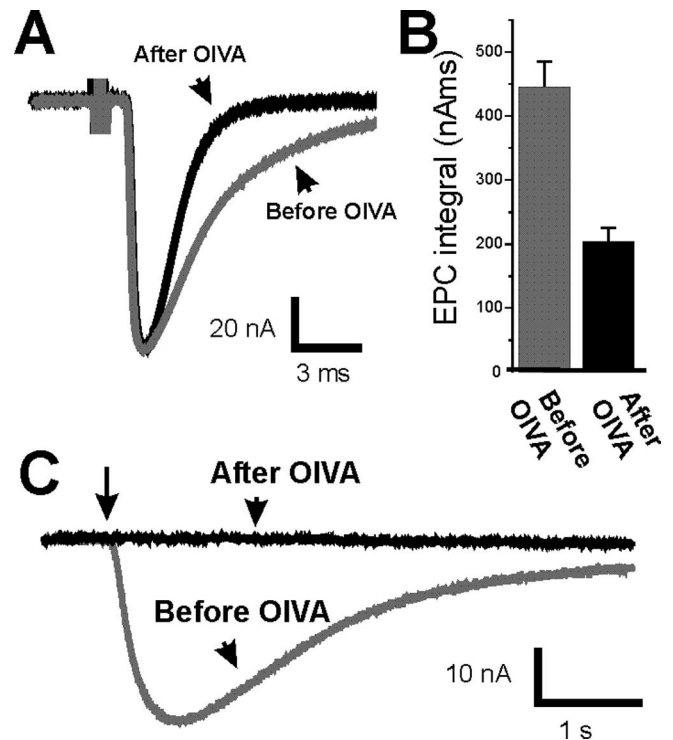 A
After OIVA
Before OIVA
20 nA
3 ms
B
EPC integral (nAms)
500
400
300
200
100
0
Before
OIVA
After
OIVA
C
After OIVA
Before OIVA
10 nA
1 s